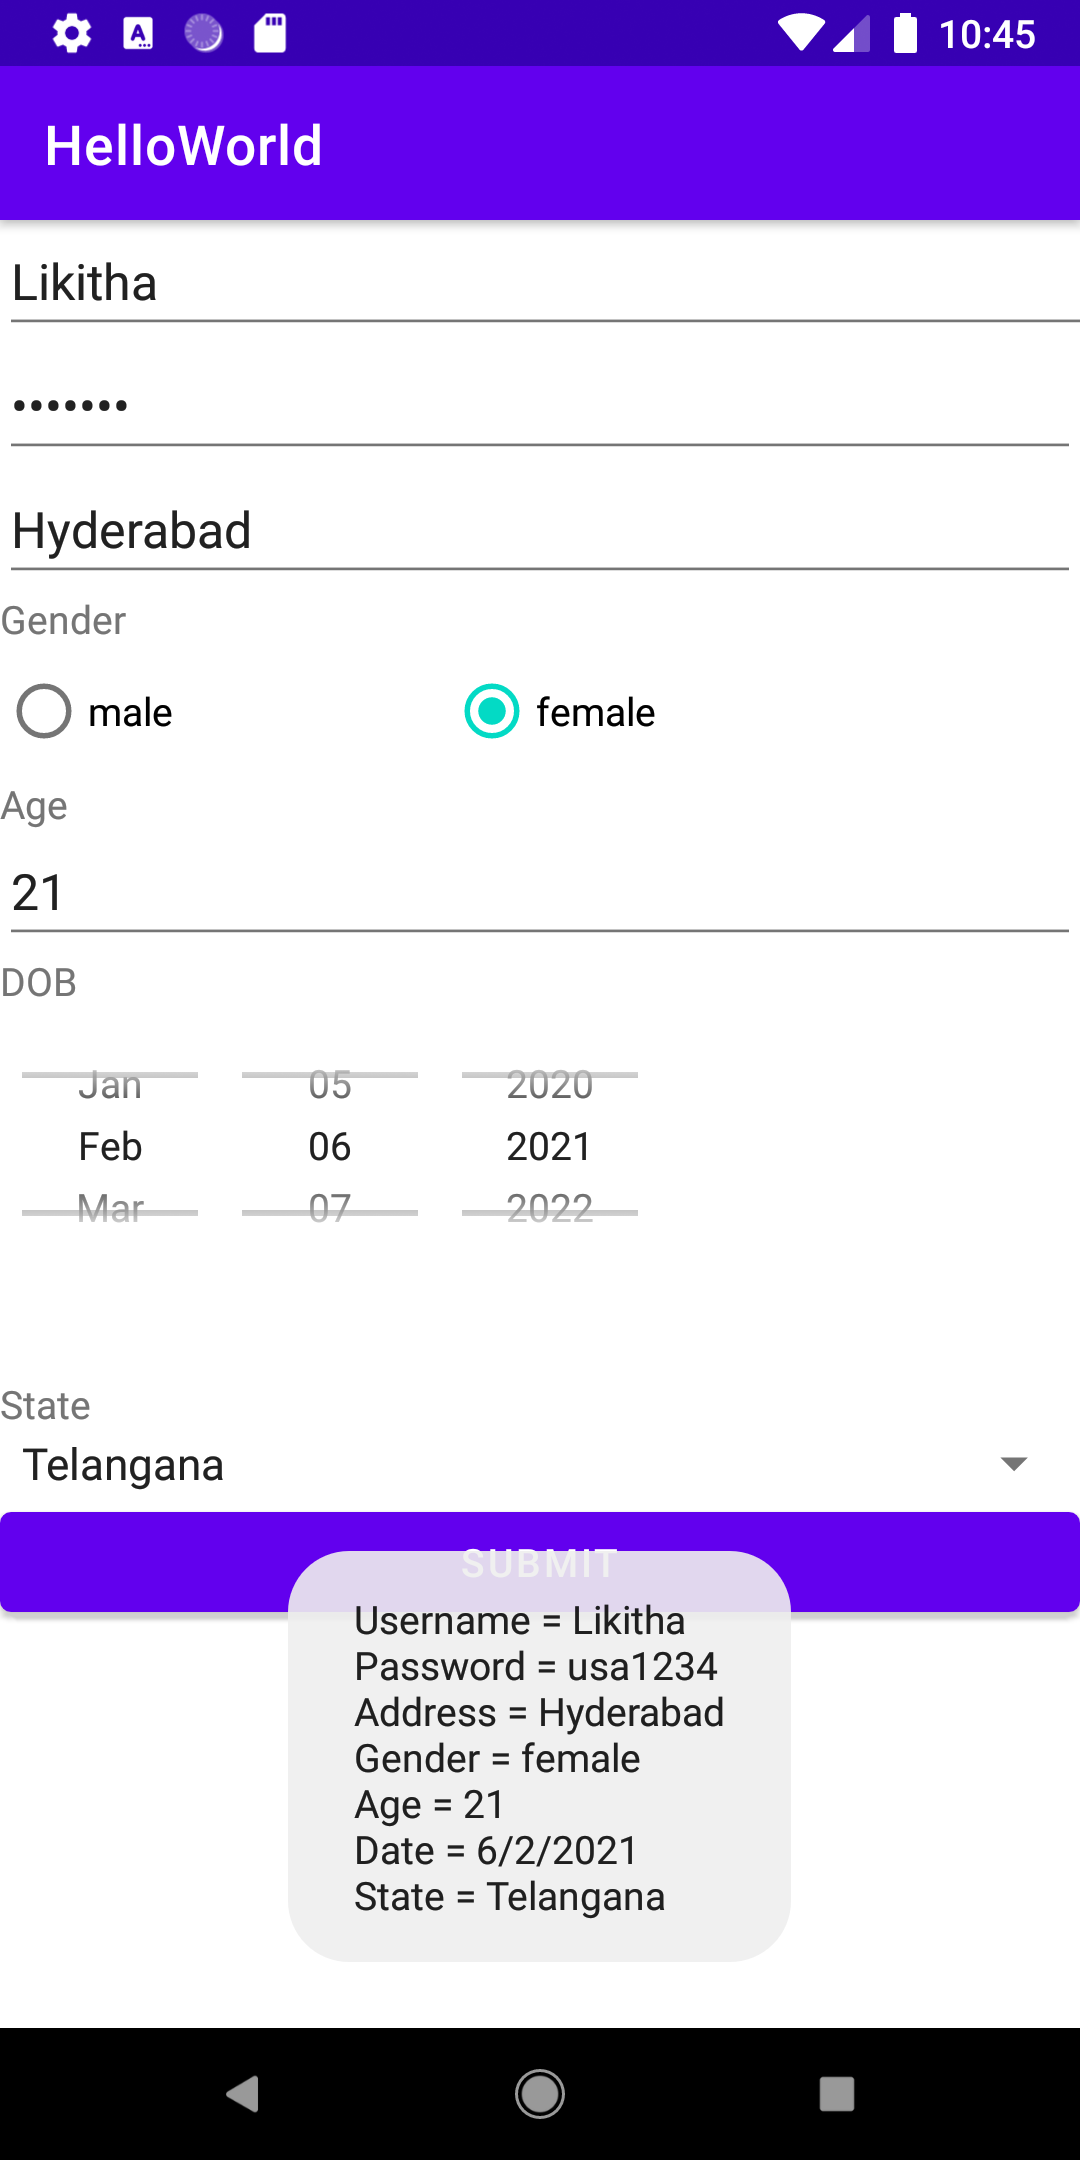 10:45
HelloWorld
Likitha
•••••••
Hyderabad
Gender
male female
Age
21
DOB
Jan 05 2020
Feb 06 2021
Mar 07 2022
State
Telangana
SUBMIT
Username = Likitha
Password = usa1234
Address = Hyderabad
Gender = female
Age = 21
Date = 6/2/2021
State = Telangana